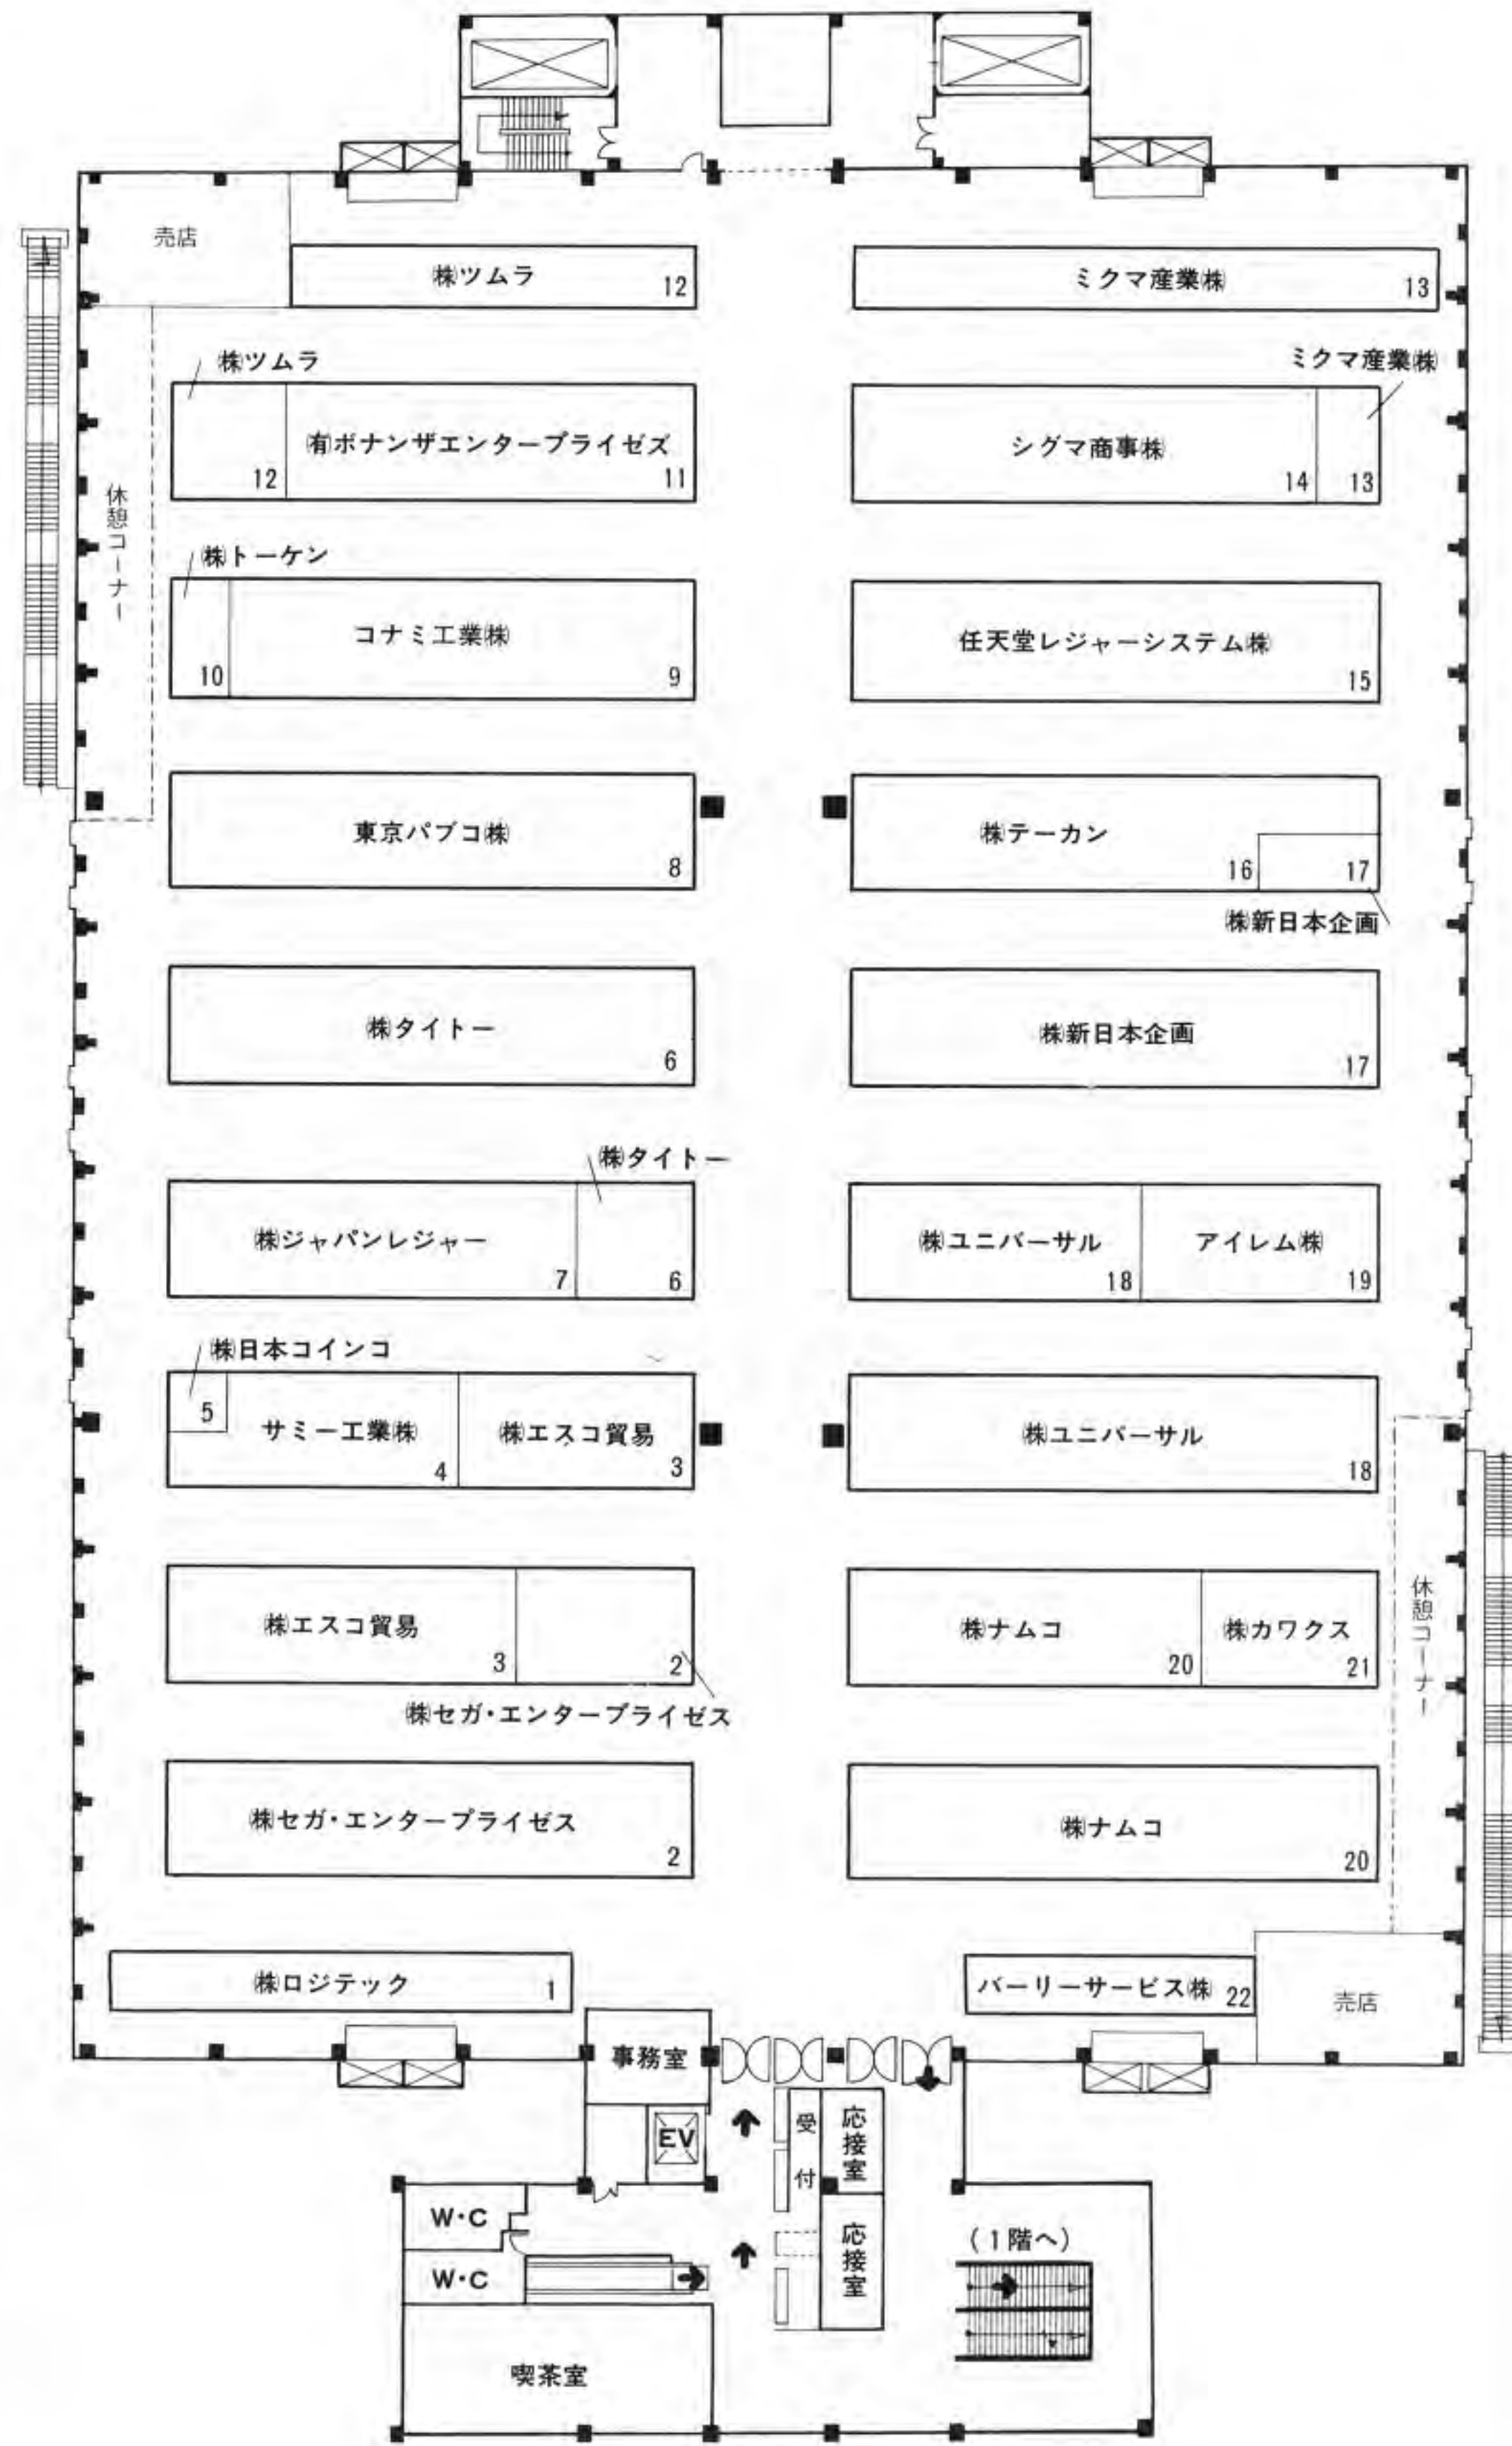 売店
㈱ツムラ 12
ミクマ産業㈱ 13
㈱ツムラ
12
㈲ボナンザエンタープライゼズ 11
ミクマ産業㈱
シグマ商事㈱ 14
13
休憩コーナー
㈱トーケン
10
コナミ工業㈱ 9
任天堂レジャーシステム㈱ 15
東京パブコ㈱ 8
㈱テーカン 16
17
㈱新日本企画
㈱タイトー 6
㈱新日本企画 17
㈱タイトー
㈱ジャパンレジャー 7
6
㈱ユニバーサル 18
アイレム㈱ 19
㈱日本コインコ
5
サミー工業㈱ 4
㈱エスコ貿易 3
㈱ユニバーサル 18
㈱エスコ貿易 3
2
㈱セガ・エンタープライゼス
㈱ナムコ 20
㈱カワクス 21
休憩コーナー
㈱セガ・エンタープライゼス 2
㈱ナムコ 20
㈱ロジテック 1
バーリーサービス㈱ 22
売店
事務室
EV
受付
応接室
応接室
W・C
W・C
(1階へ)
喫茶室